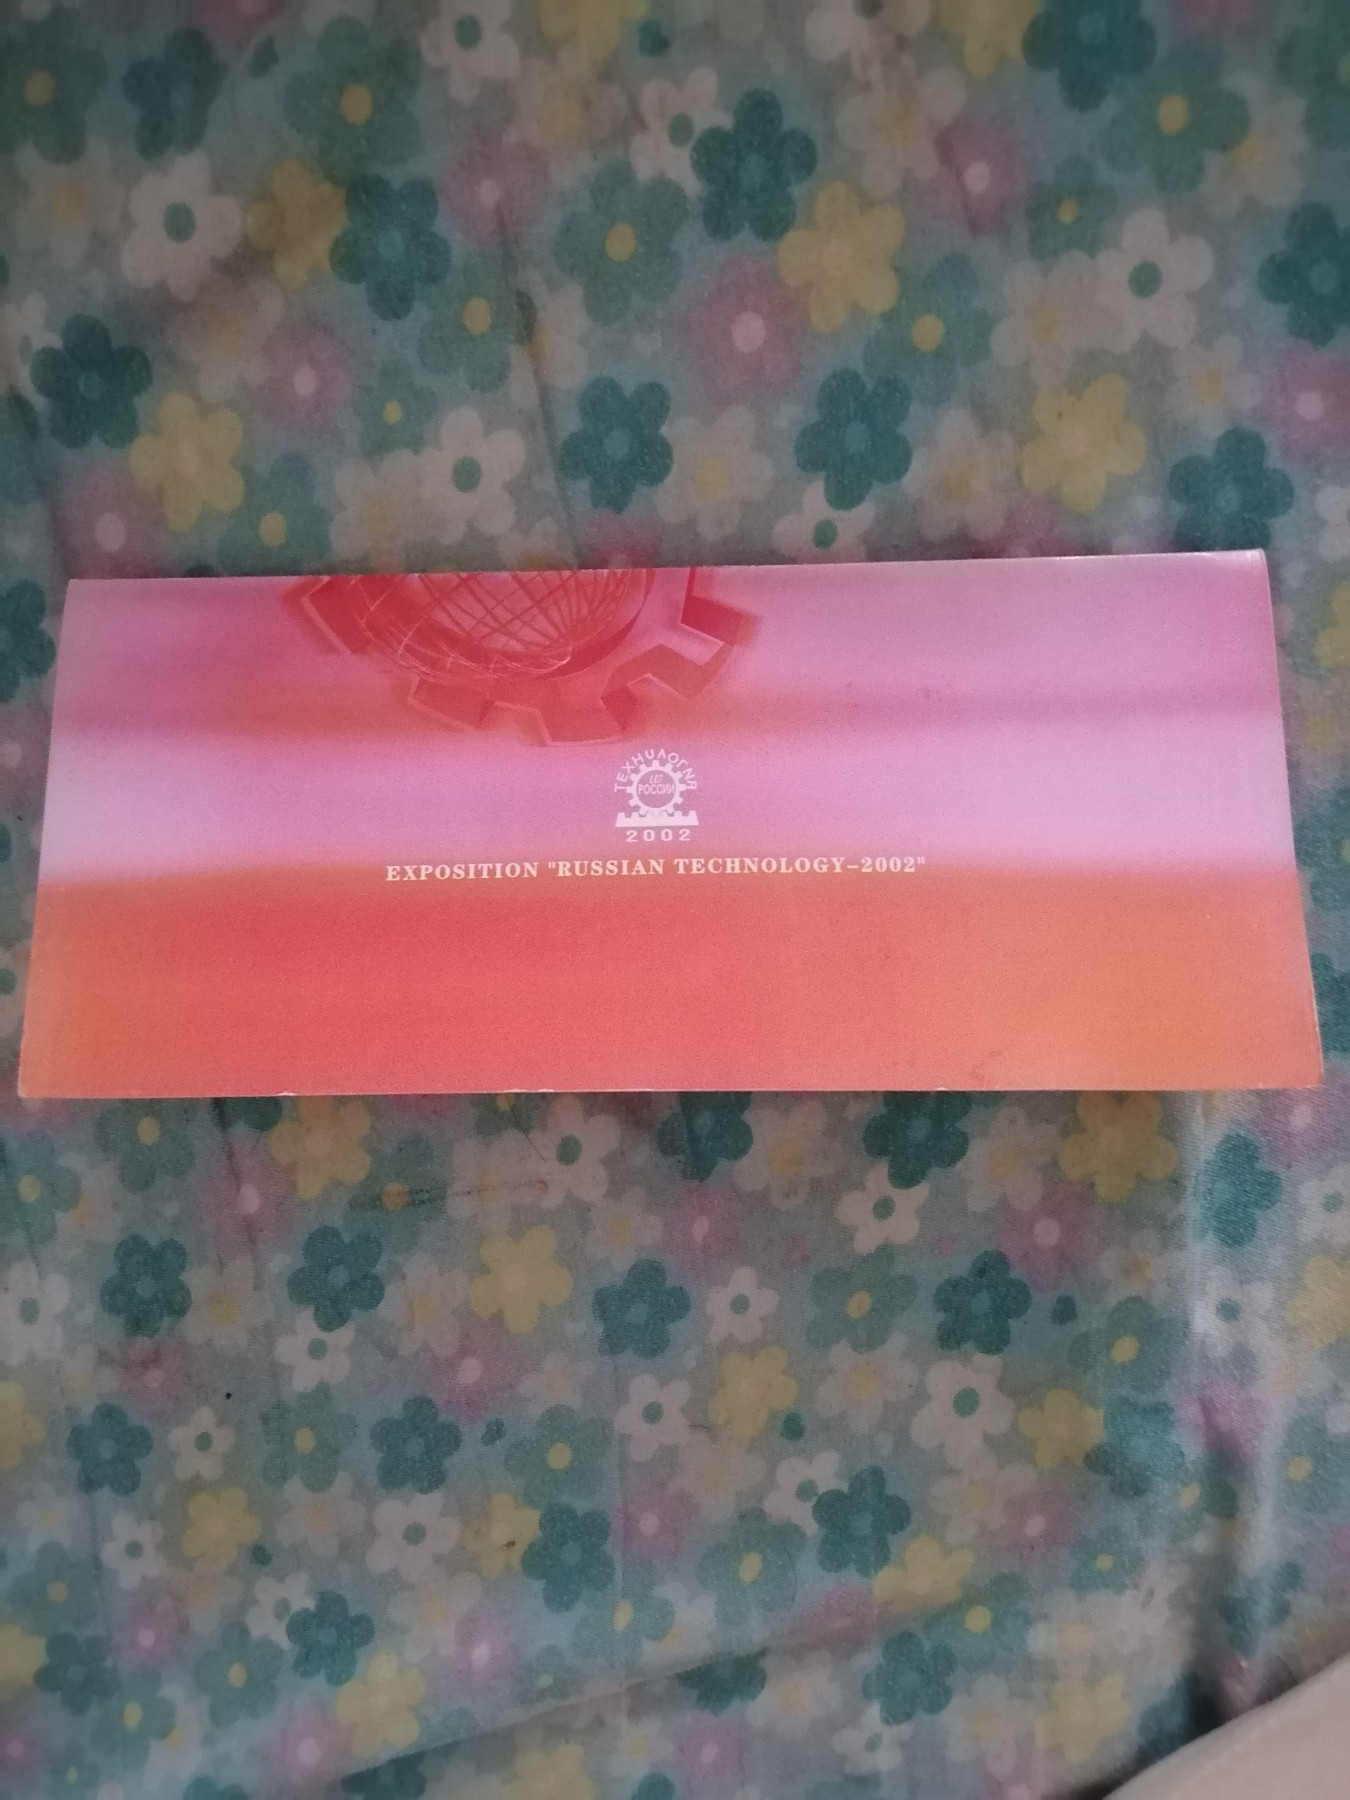 ТЕХНОЛОГИЯ
РОССИИ
2002
EXPOSITION "RUSSIAN TECHNOLOGY–2002"